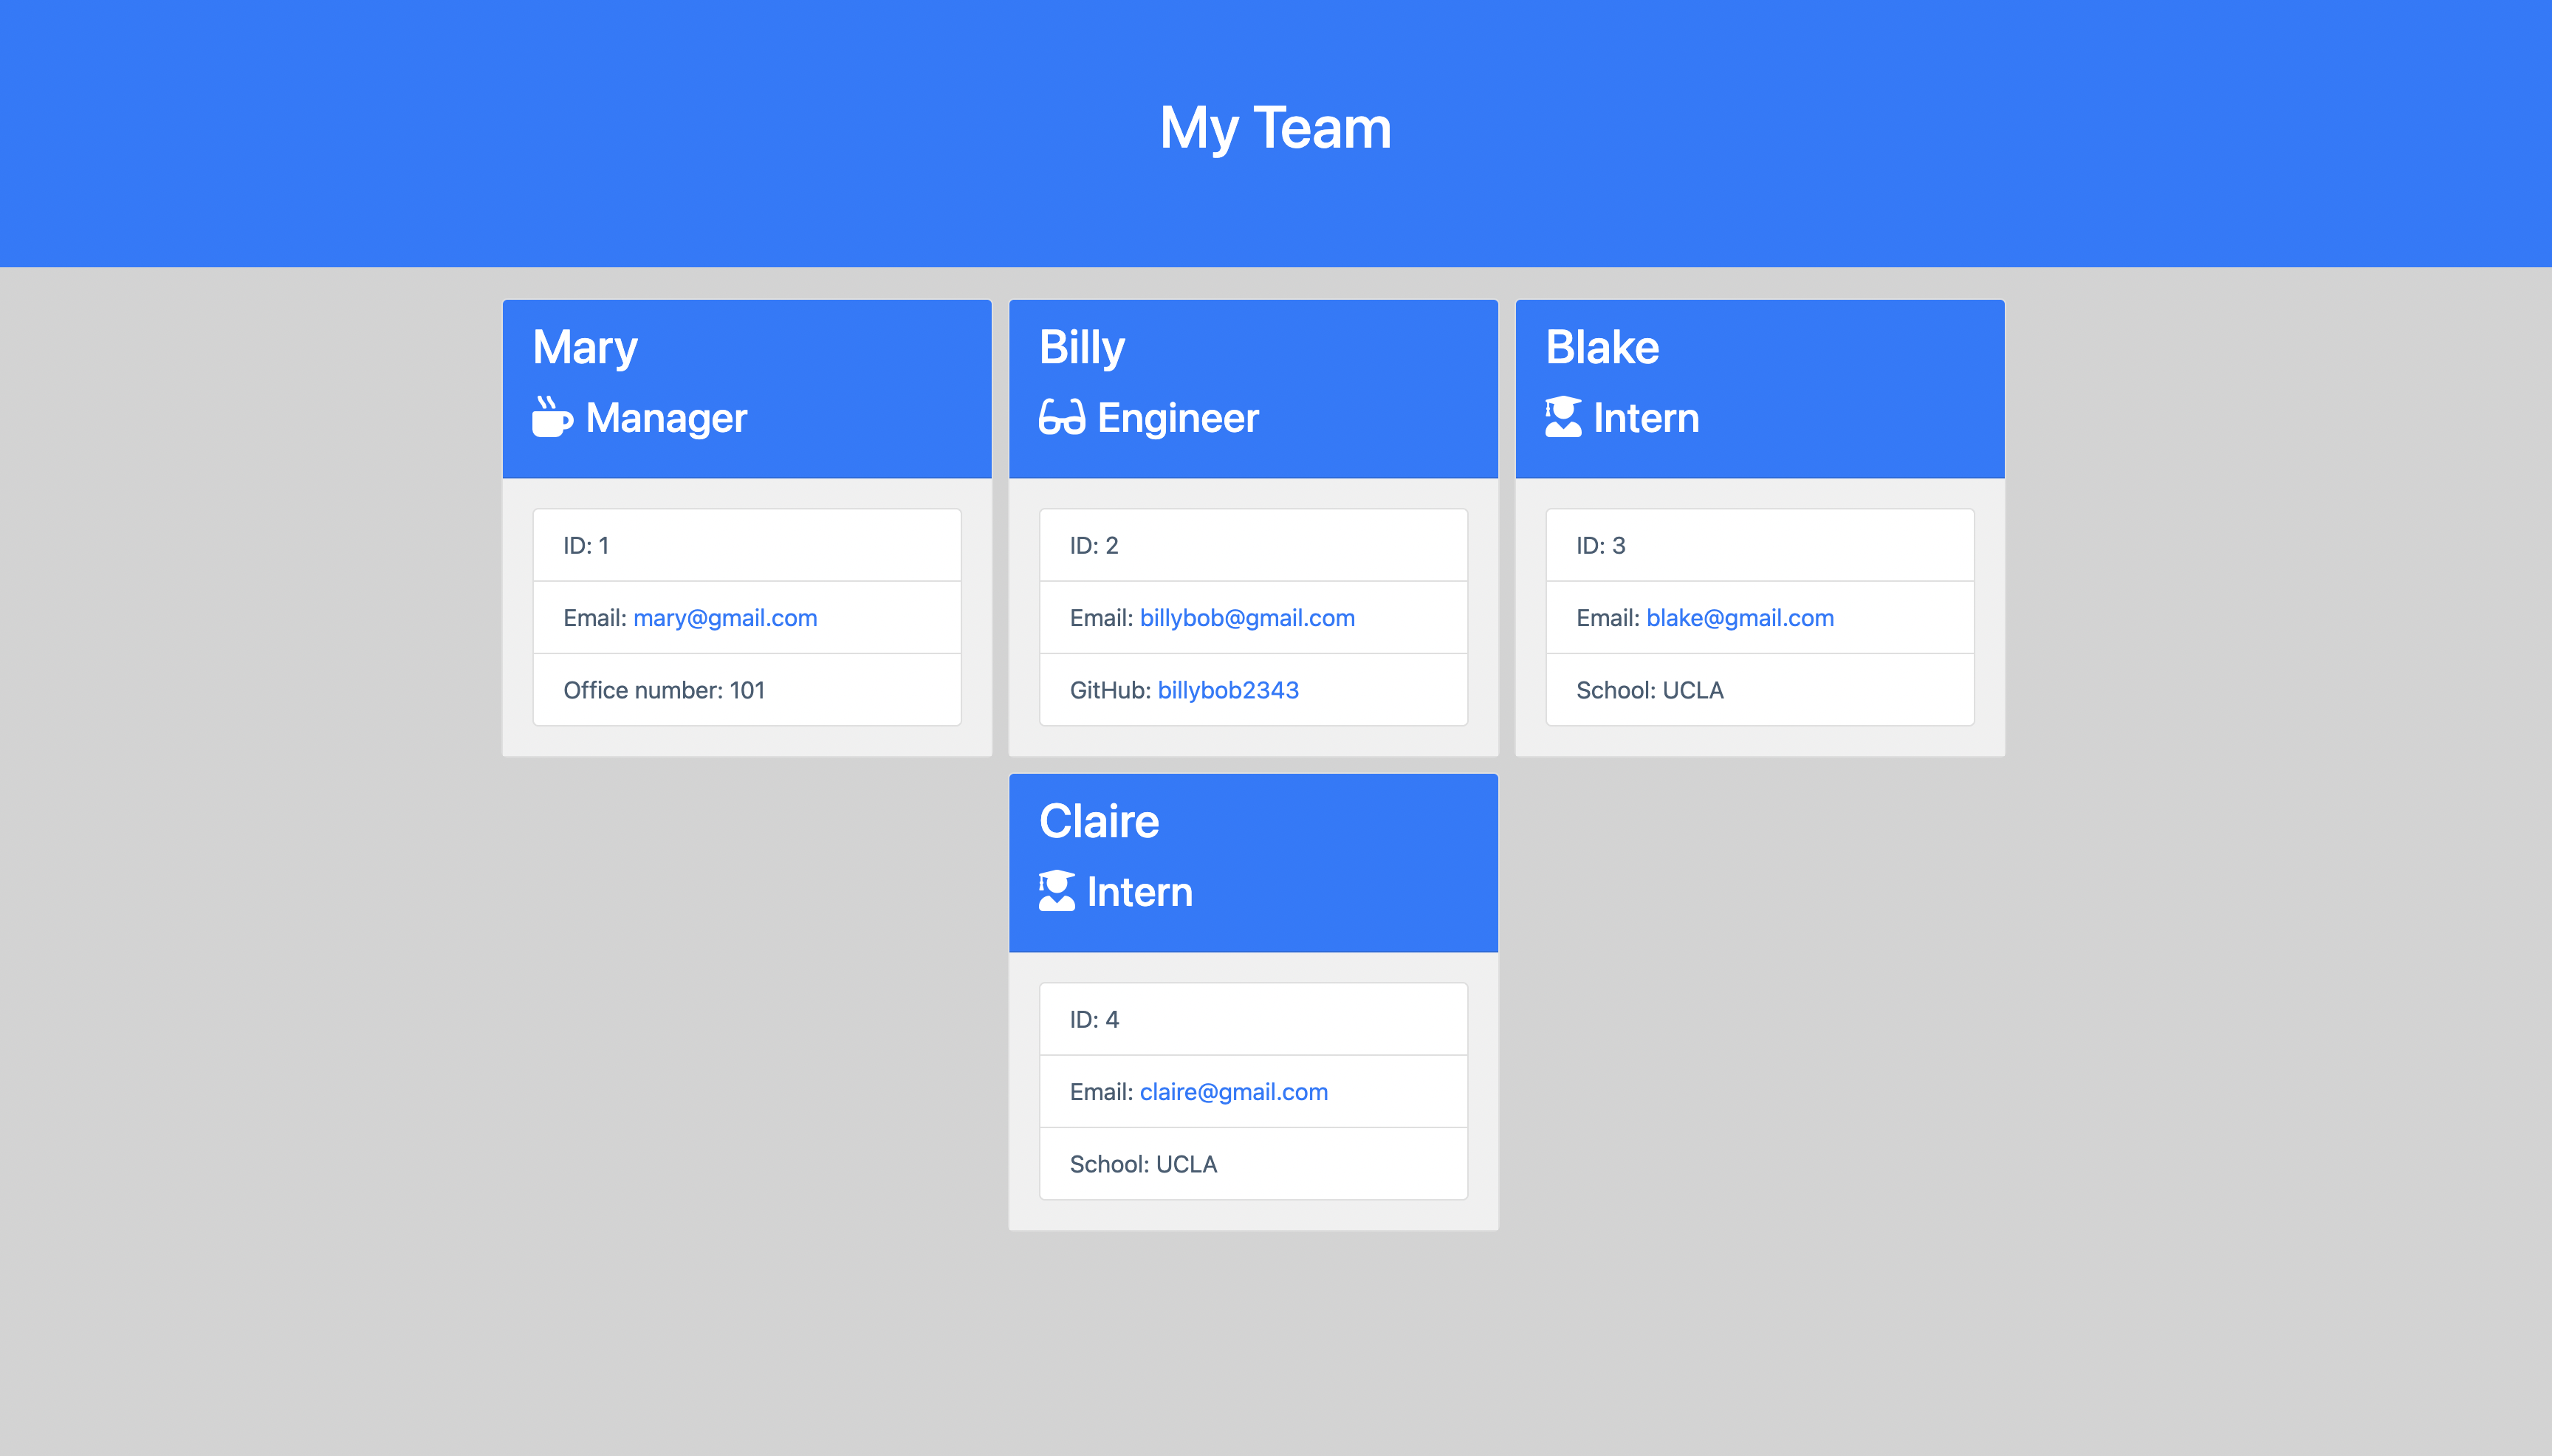 My Team
Mary
Manager
ID: 1
Email: mary@gmail.com
Office number: 101
Billy
Engineer
ID: 2
Email: billybob@gmail.com
GitHub: billybob2343
Blake
Intern
ID: 3
Email: blake@gmail.com
School: UCLA
Claire
Intern
ID: 4
Email: claire@gmail.com
School: UCLA